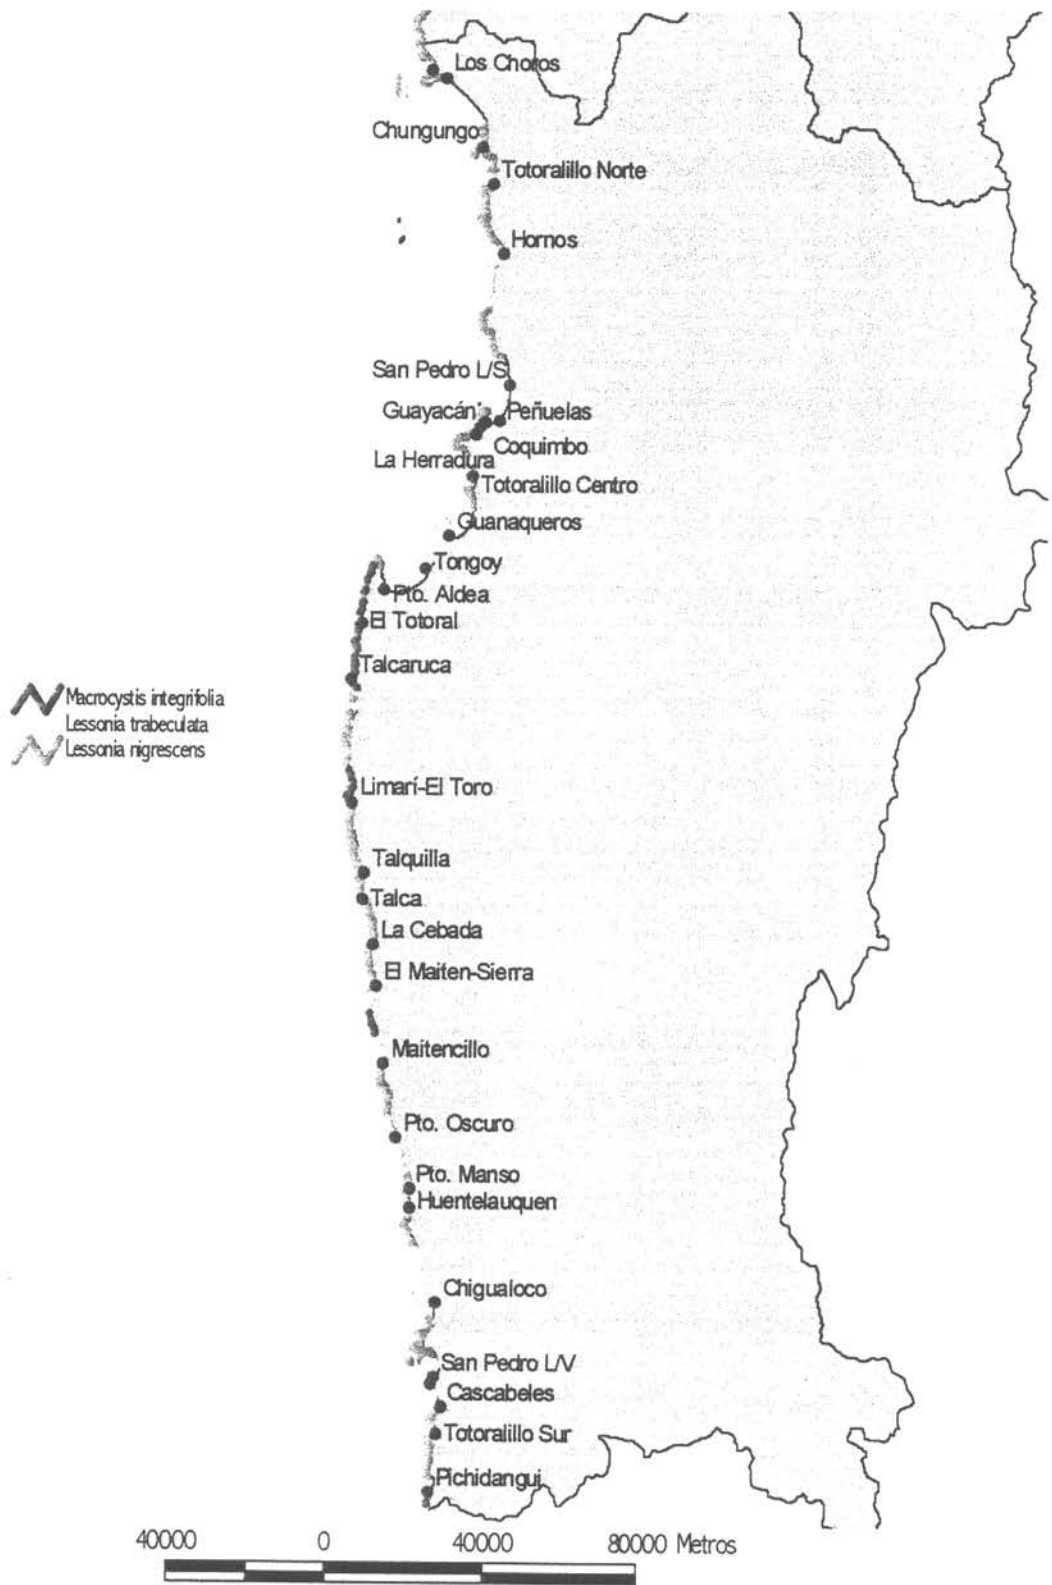 Los Choros
Chungungo
Totoralillo Norte
Hornos
San Pedro L/S
Guayacán
Peñuelas
Coquimbo
La Herradura
Totoralillo Centro
Guanaqueros
Tongoy
Pto. Aldea
El Totoral
Talcaruca
Macrocystis integrifolia
Lessonia trabeculata
Lessonia nigrescens
Limarí-El Toro
Talquilla
Talca
La Cebada
El Maiten-Sierra
Maitencillo
Pto. Oscuro
Pto. Manso
Huentelauquen
Chigualoco
San Pedro L/V
Cascabeles
Totoralillo Sur
Pichidangui
40000 0 40000 80000 Metros